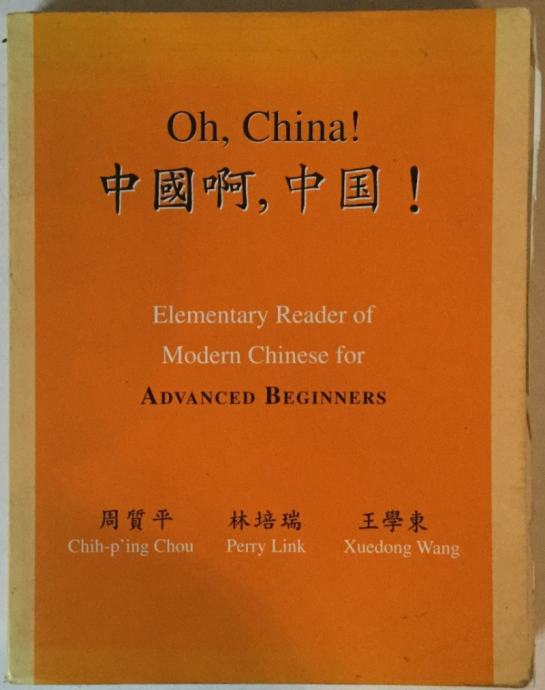 Oh, China!
中國啊,中国！
Elementary Reader of
Modern Chinese for
ADVANCED BEGINNERS
周質平 林培瑞 王學東
Chih-p'ing Chou Perry Link Xuedong Wang